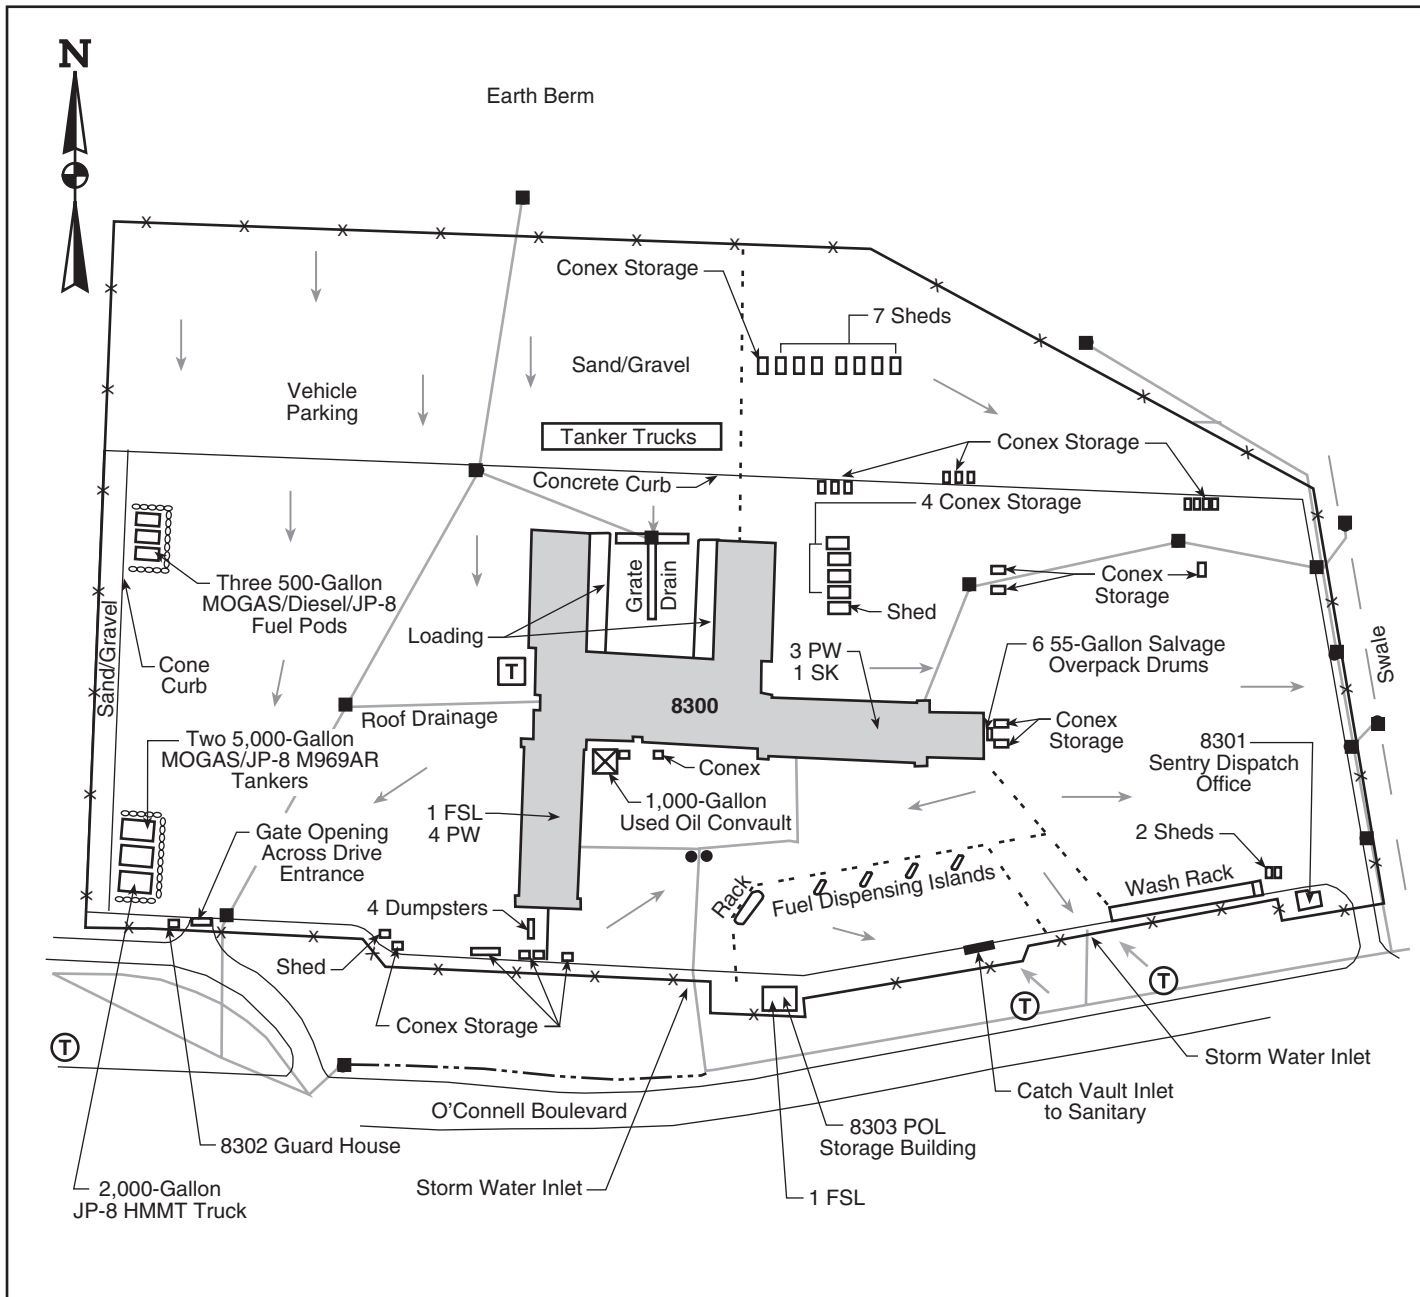 N
Earth Berm
Conex Storage
7 Sheds
Sand/Gravel
Vehicle
Parking
Tanker Trucks
Conex Storage
Concrete Curb
4 Conex Storage
Three 500-Gallon
MOGAS/Diesel/JP-8
Fuel Pods
Grate
Drain
Conex
Storage
Shed
Loading
Sand/Gravel
Cone
Curb
T
3 PW
1 SK
6 55-Gallon Salvage
Overpack Drums
Swale
8300
Roof Drainage
Two 5,000-Gallon
MOGAS/JP-8 M969AR
Tankers
Conex
Storage
8301
Sentry Dispatch
Office
Conex
1,000-Gallon
Used Oil Convault
1 FSL
4 PW
Gate Opening
Across Drive
Entrance
2 Sheds
Rack
Fuel Dispensing Islands
Wash Rack
4 Dumpsters
Shed
Conex Storage
T
T
T
Storm Water Inlet
Catch Vault Inlet
to Sanitary
O'Connell Boulevard
8302 Guard House
8303 POL
Storage Building
2,000-Gallon
JP-8 HMMT Truck
Storm Water Inlet
1 FSL